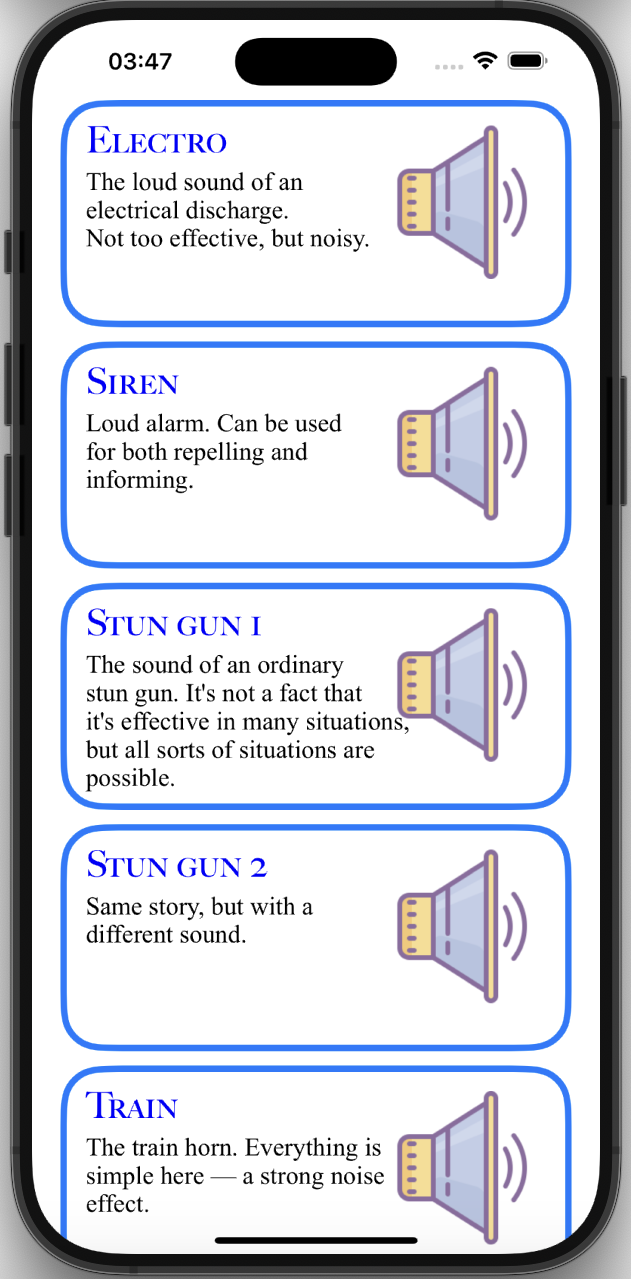 03:47
Electro
The loud sound of an
electrical discharge.
Not too effective, but noisy.
Siren
Loud alarm. Can be used
for both repelling and
informing.
Stun gun 1
The sound of an ordinary
stun gun. It's not a fact that
it's effective in many situations,
but all sorts of situations are
possible.
Stun gun 2
Same story, but with a
different sound.
Train
The train horn. Everything is
simple here — a strong noise
effect.